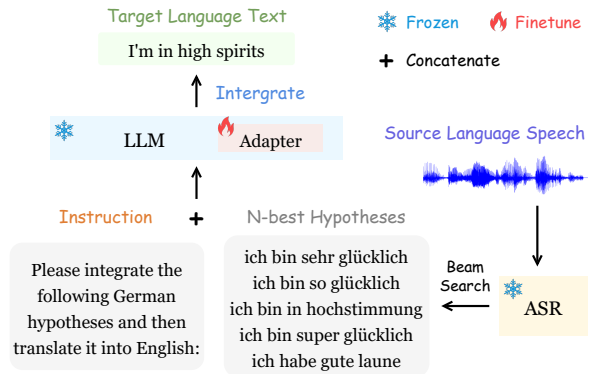 Target Language Text
I'm in high spirits
Frozen
Finetune
Concatenate
Intergrate
LLM
Adapter
Source Language Speech
Instruction
+
N-best Hypotheses
Please integrate the
following German
hypotheses and then
translate it into English:
ich bin sehr glücklich
ich bin so glücklich
ich bin in hochstimmung
ich bin super glücklich
ich habe gute laune
Beam
Search
ASR